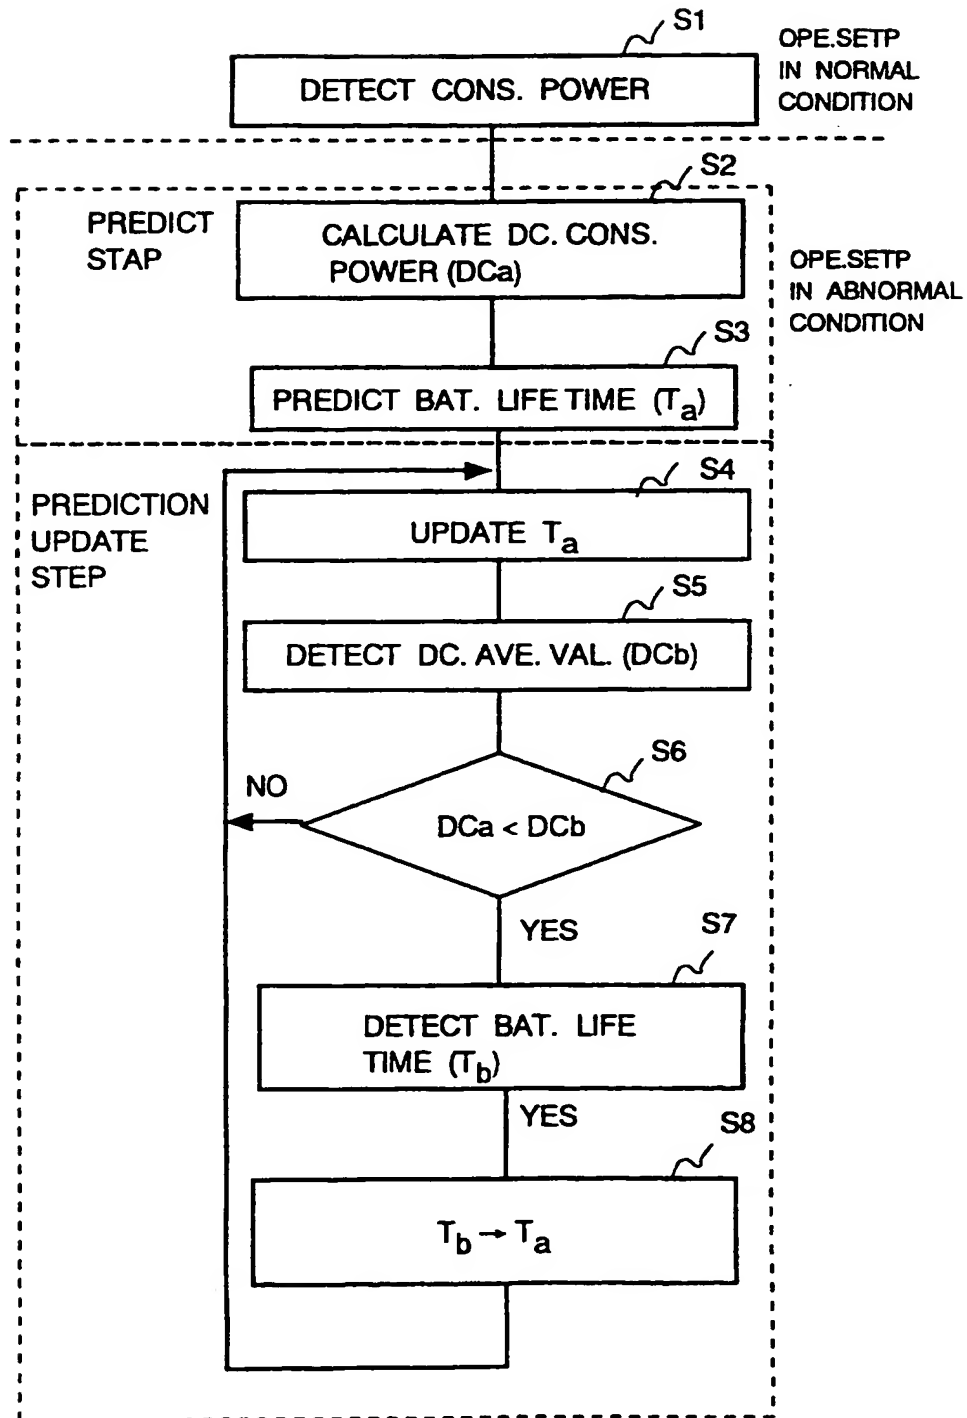 S1
OPE.SETP
IN NORMAL
CONDITION
DETECT CONS. POWER
S2
PREDICT
STAP
CALCULATE DC. CONS.
POWER (DCa)
OPE.SETP
IN ABNORMAL
CONDITION
S3
PREDICT BAT. LIFE TIME (Ta)
S4
PREDICTION
UPDATE
STEP
UPDATE Ta
S5
DETECT DC. AVE. VAL. (DCb)
S6
NO
DCa < DCb
YES
S7
DETECT BAT. LIFE
TIME (Tb)
YES
S8
Tb → Ta